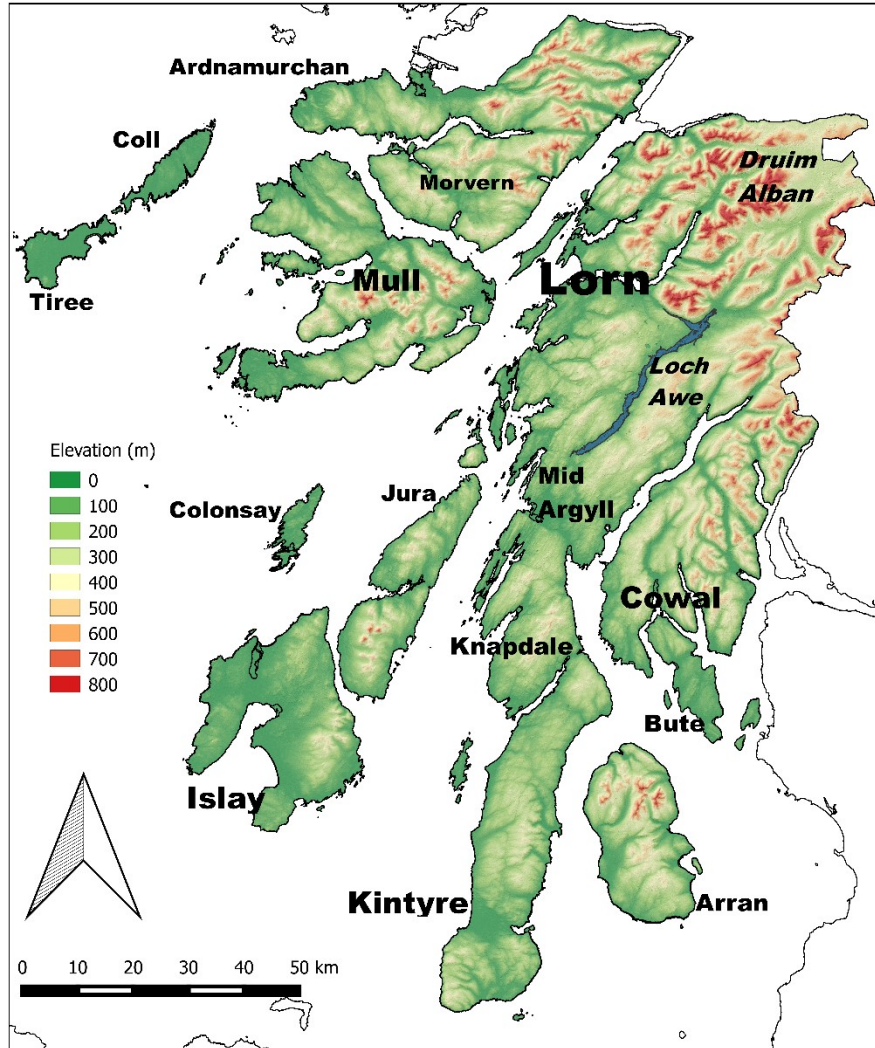 Ardnamurchan
Coll
Druim
Alban
Morvern
Mull
Lorn
Tiree
Loch
Awe
Elevation (m)
0
100
200
300
400
500
600
700
800
Mid
Argyll
Jura
Colonsay
Cowal
Knapdale
Bute
Islay
Kintyre
Arran
0 10 20 30 40 50 km